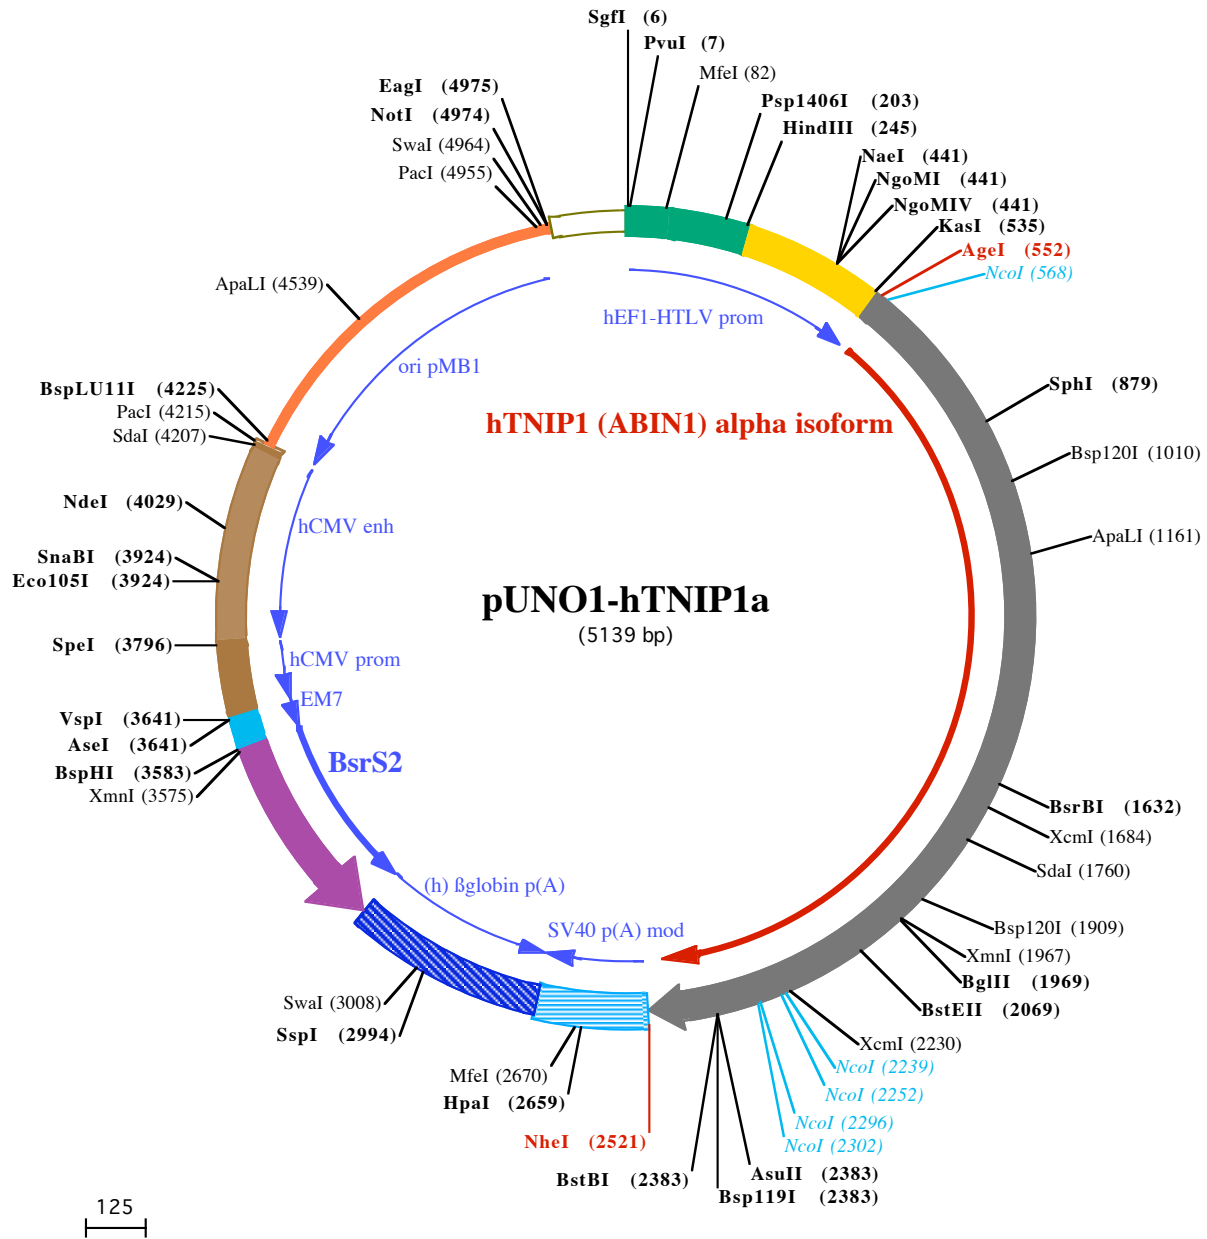 SgfI (6)
PvuI (7)
MfeI (82)
Psp1406I (203)
HindIII (245)
NaeI (441)
NgoMI (441)
NgoMIV (441)
KasI (535)
AgeI (552)
NcoI (568)
EagI (4975)
NotI (4974)
SwaI (4964)
PacI (4955)
ApaLI (4539)
BspLU11I (4225)
PacI (4215)
SdaI (4207)
NdeI (4029)
SnaBI (3924)
Eco105I (3924)
SpeI (3796)
VspI (3641)
AseI (3641)
BspHI (3583)
XmnI (3575)
SphI (879)
Bsp120I (1010)
ApaLI (1161)
BsrBI (1632)
XcmI (1684)
SdaI (1760)
Bsp120I (1909)
XmnI (1967)
BglII (1969)
BstEII (2069)
XcmI (2230)
NcoI (2239)
NcoI (2252)
NcoI (2296)
NcoI (2302)
AsuII (2383)
Bsp119I (2383)
BstBI (2383)
NheI (2521)
HpaI (2659)
MfeI (2670)
SspI (2994)
SwaI (3008)
hEF1-HTLV prom
ori pMB1
hTNIP1 (ABIN1) alpha isoform
hCMV enh
pUNO1-hTNIP1a
(5139 bp)
hCMV prom
EM7
BsrS2
(h) ßglobin p(A)
SV40 p(A) mod
125